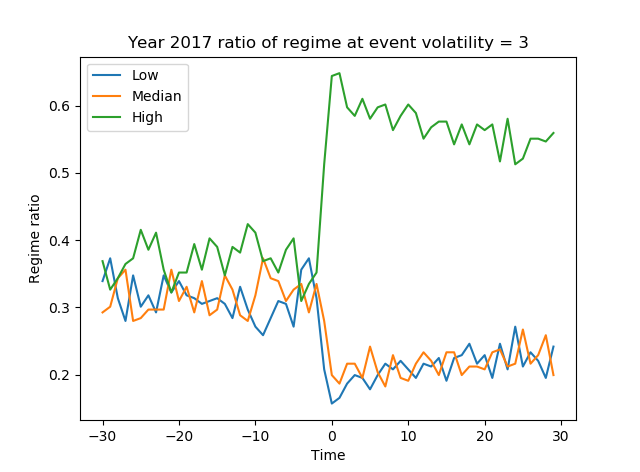 Year 2017 ratio of regime at event volatility = 3
Low
Median
High
Regime ratio
0.6
0.5
0.4
0.3
0.2
−30 −20 −10 0 10 20 30
Time